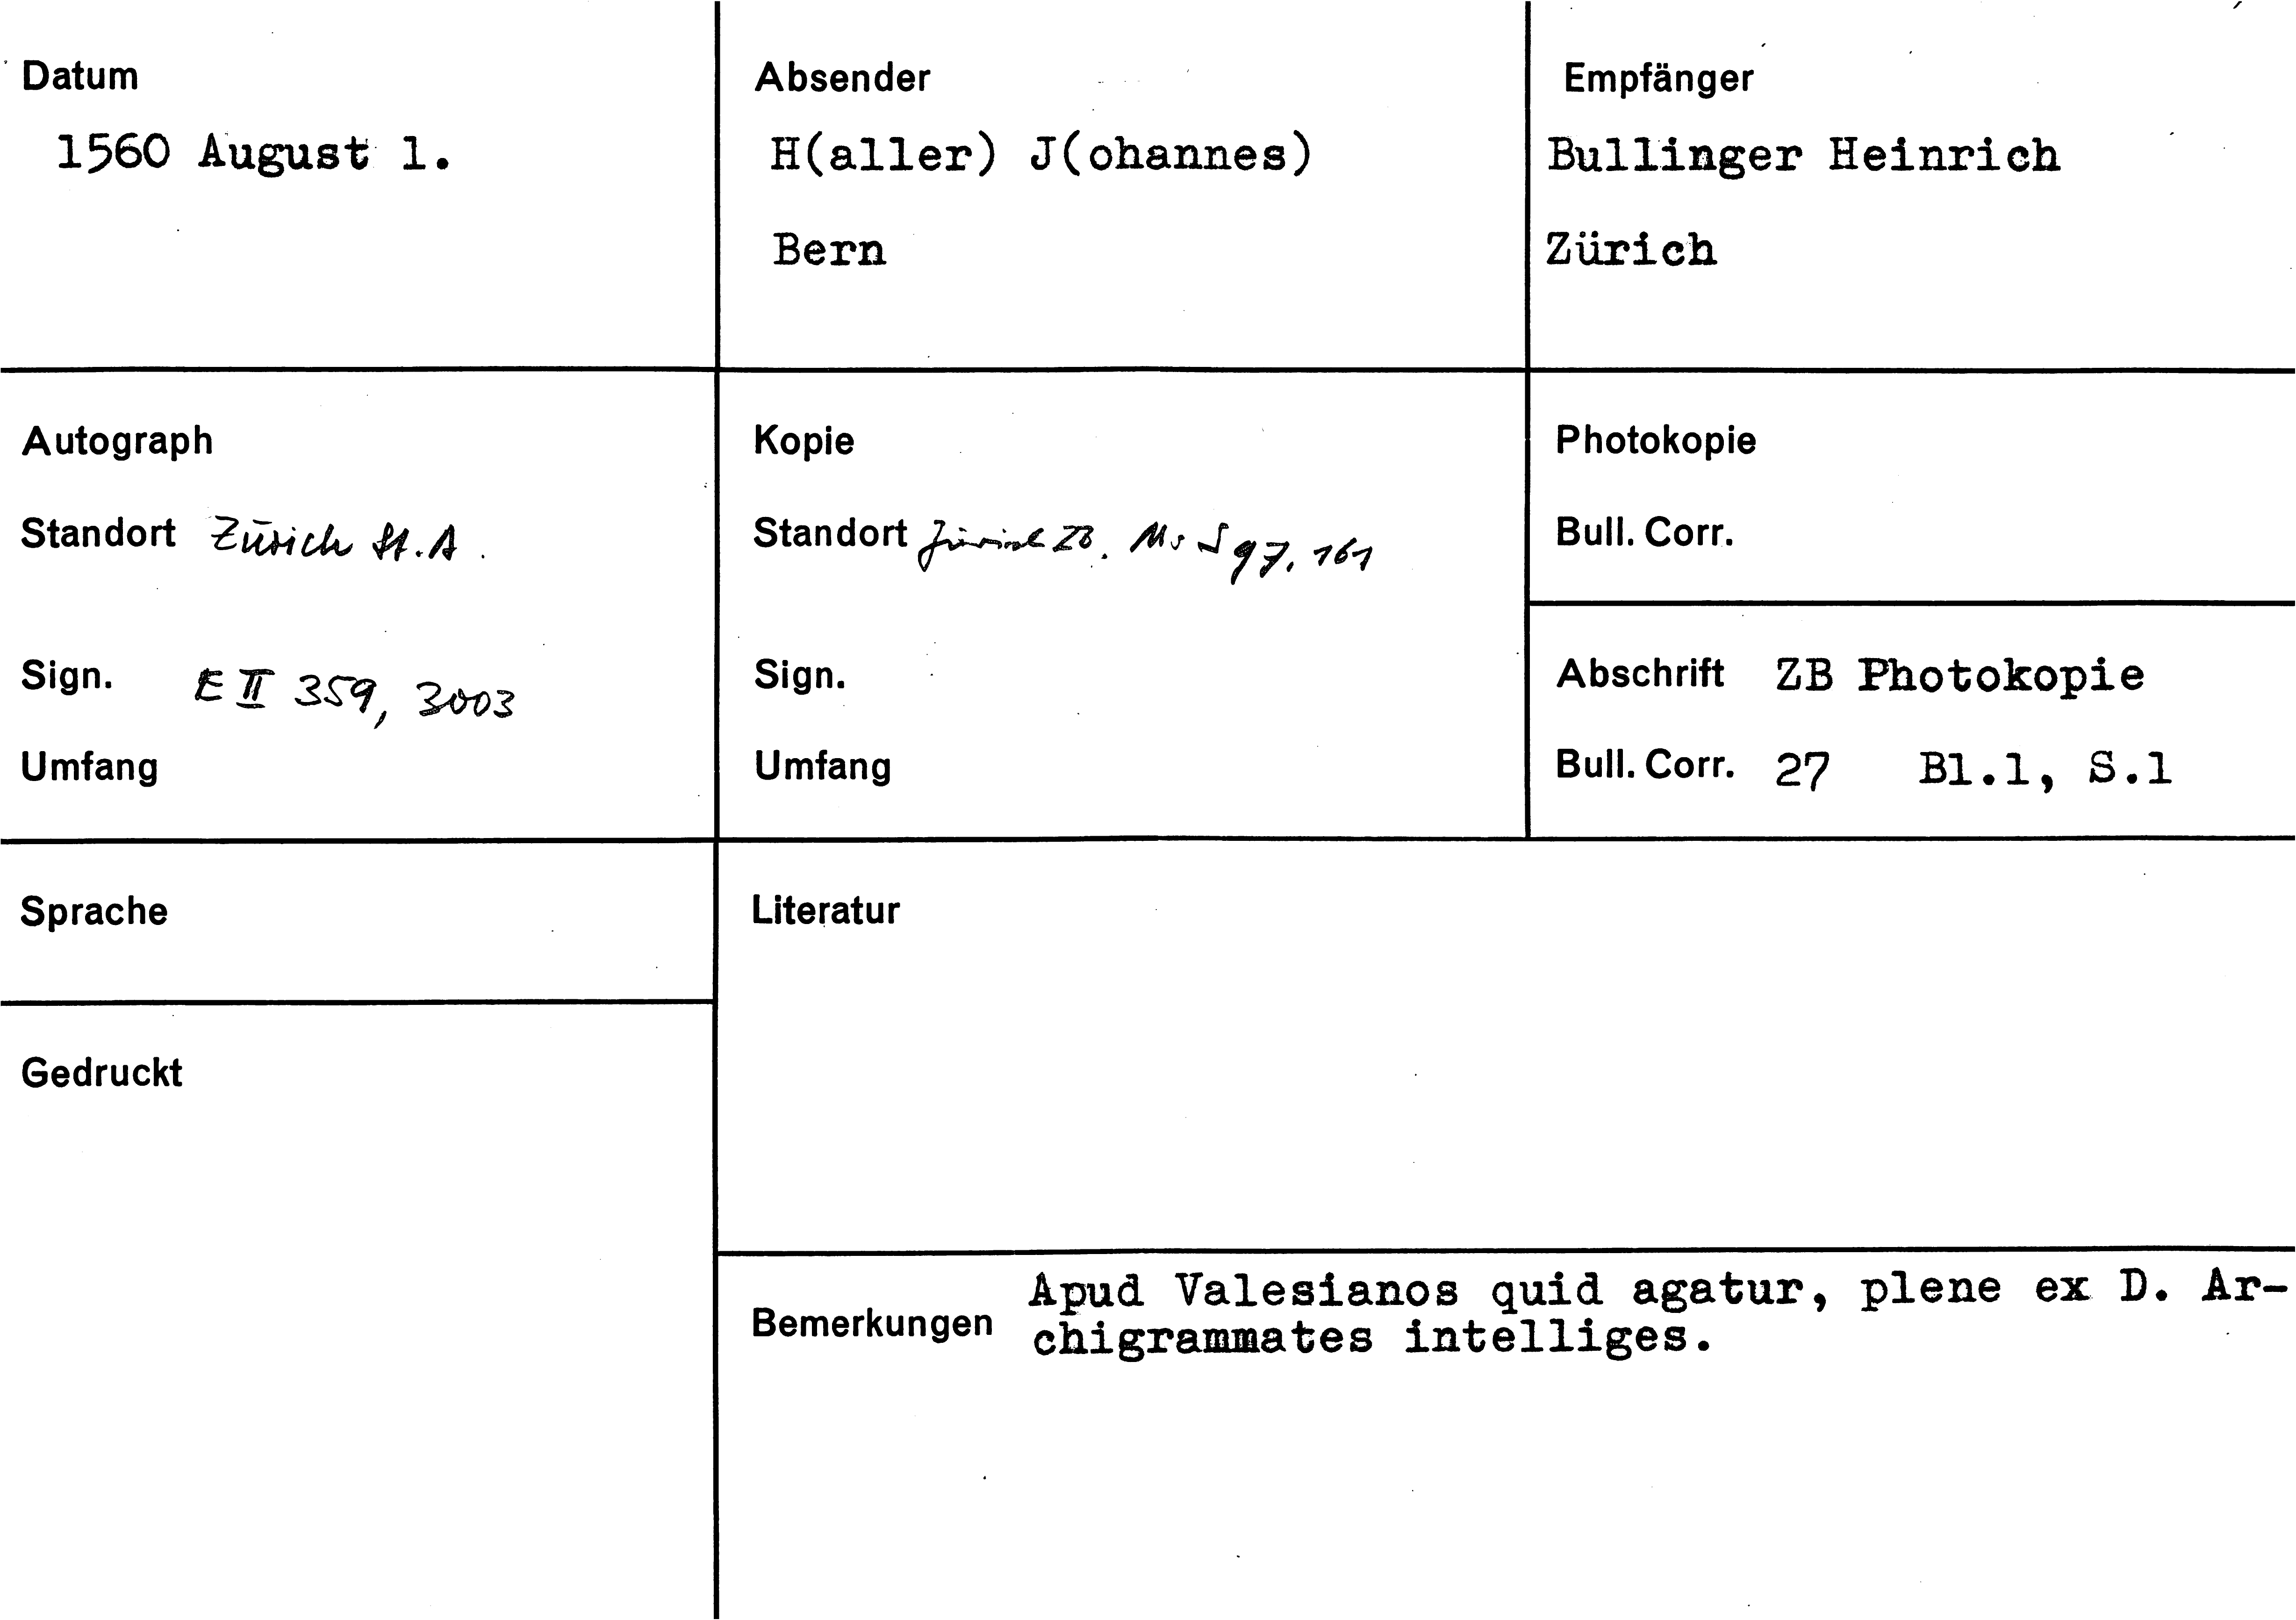 Datum
1560 August 1.
Absender
H(aller) J(ohannes)
Bern
Empfänger
Bullinger Heinrich
Zürich
Autograph
Standort Zürich St.A.
Sign. E II 359, 3003
Umfang
Kopie
Standort Zürich ZB. Ms S 97, 161
Sign.
Umfang
Photokopie
Bull. Corr.
Abschrift ZB Photokopie
Bull. Corr. 27 Bl.1, S.1
Sprache
Literatur
Gedruckt
Bemerkungen Apud Valesianos quid agatur, plene ex D. Ar-
chigrammates intelliges.